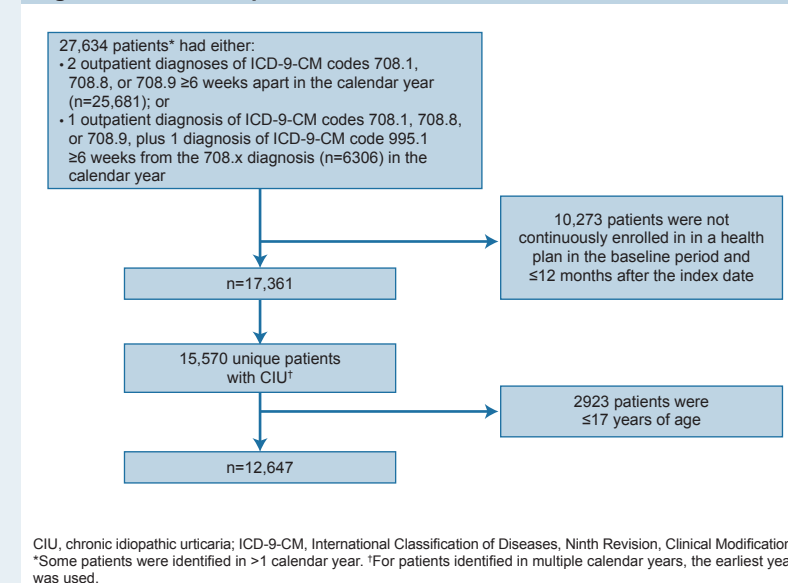 27,634 patients* had either:
• 2 outpatient diagnoses of ICD-9-CM codes 708.1,
708.8, or 708.9 ≥6 weeks apart in the calendar year
(n=25,681); or
• 1 outpatient diagnosis of ICD-9-CM codes 708.1, 708.8,
or 708.9, plus 1 diagnosis of ICD-9-CM code 995.1
≥6 weeks from the 708.x diagnosis (n=6306) in the
calendar year
10,273 patients were not
continuously enrolled in in a health
plan in the baseline period and
≤12 months after the index date
n=17,361
15,570 unique patients
with CIU†
2923 patients were
≤17 years of age
n=12,647
CIU, chronic idiopathic urticaria; ICD-9-CM, International Classification of Diseases, Ninth Revision, Clinical Modification
*Some patients were identified in >1 calendar year. †For patients identified in multiple calendar years, the earliest yea
was used.